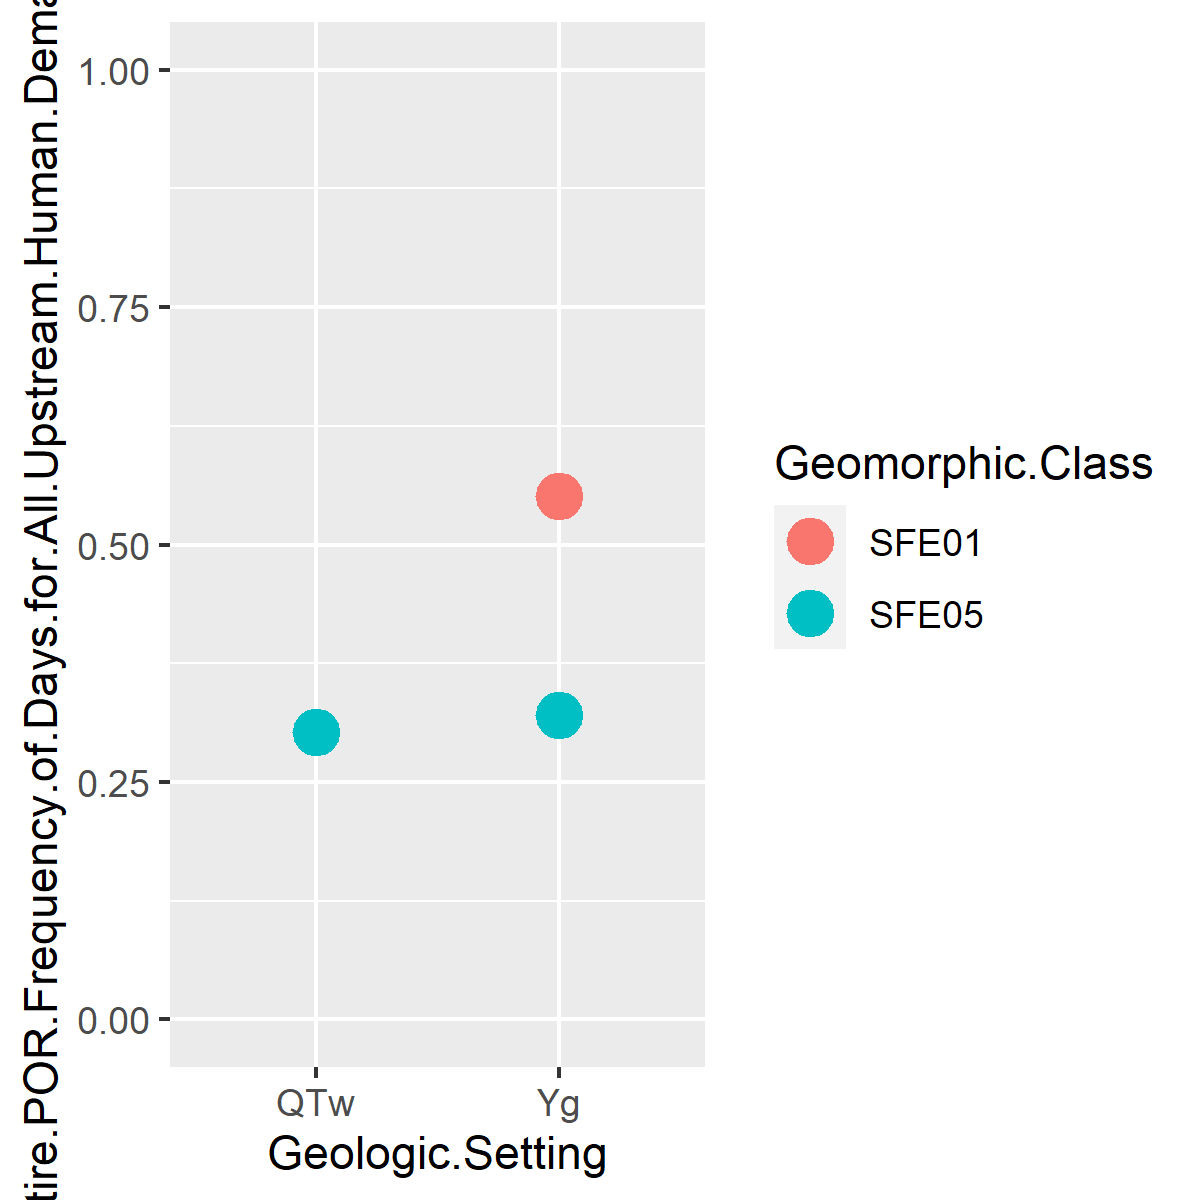 tire.POR.Frequency.of.Days.for.All.Upstream.Human.Dema
1.00
0.75
0.50
0.25
0.00
QTw Yg
Geologic.Setting
Geomorphic.Class
SFE01
SFE05